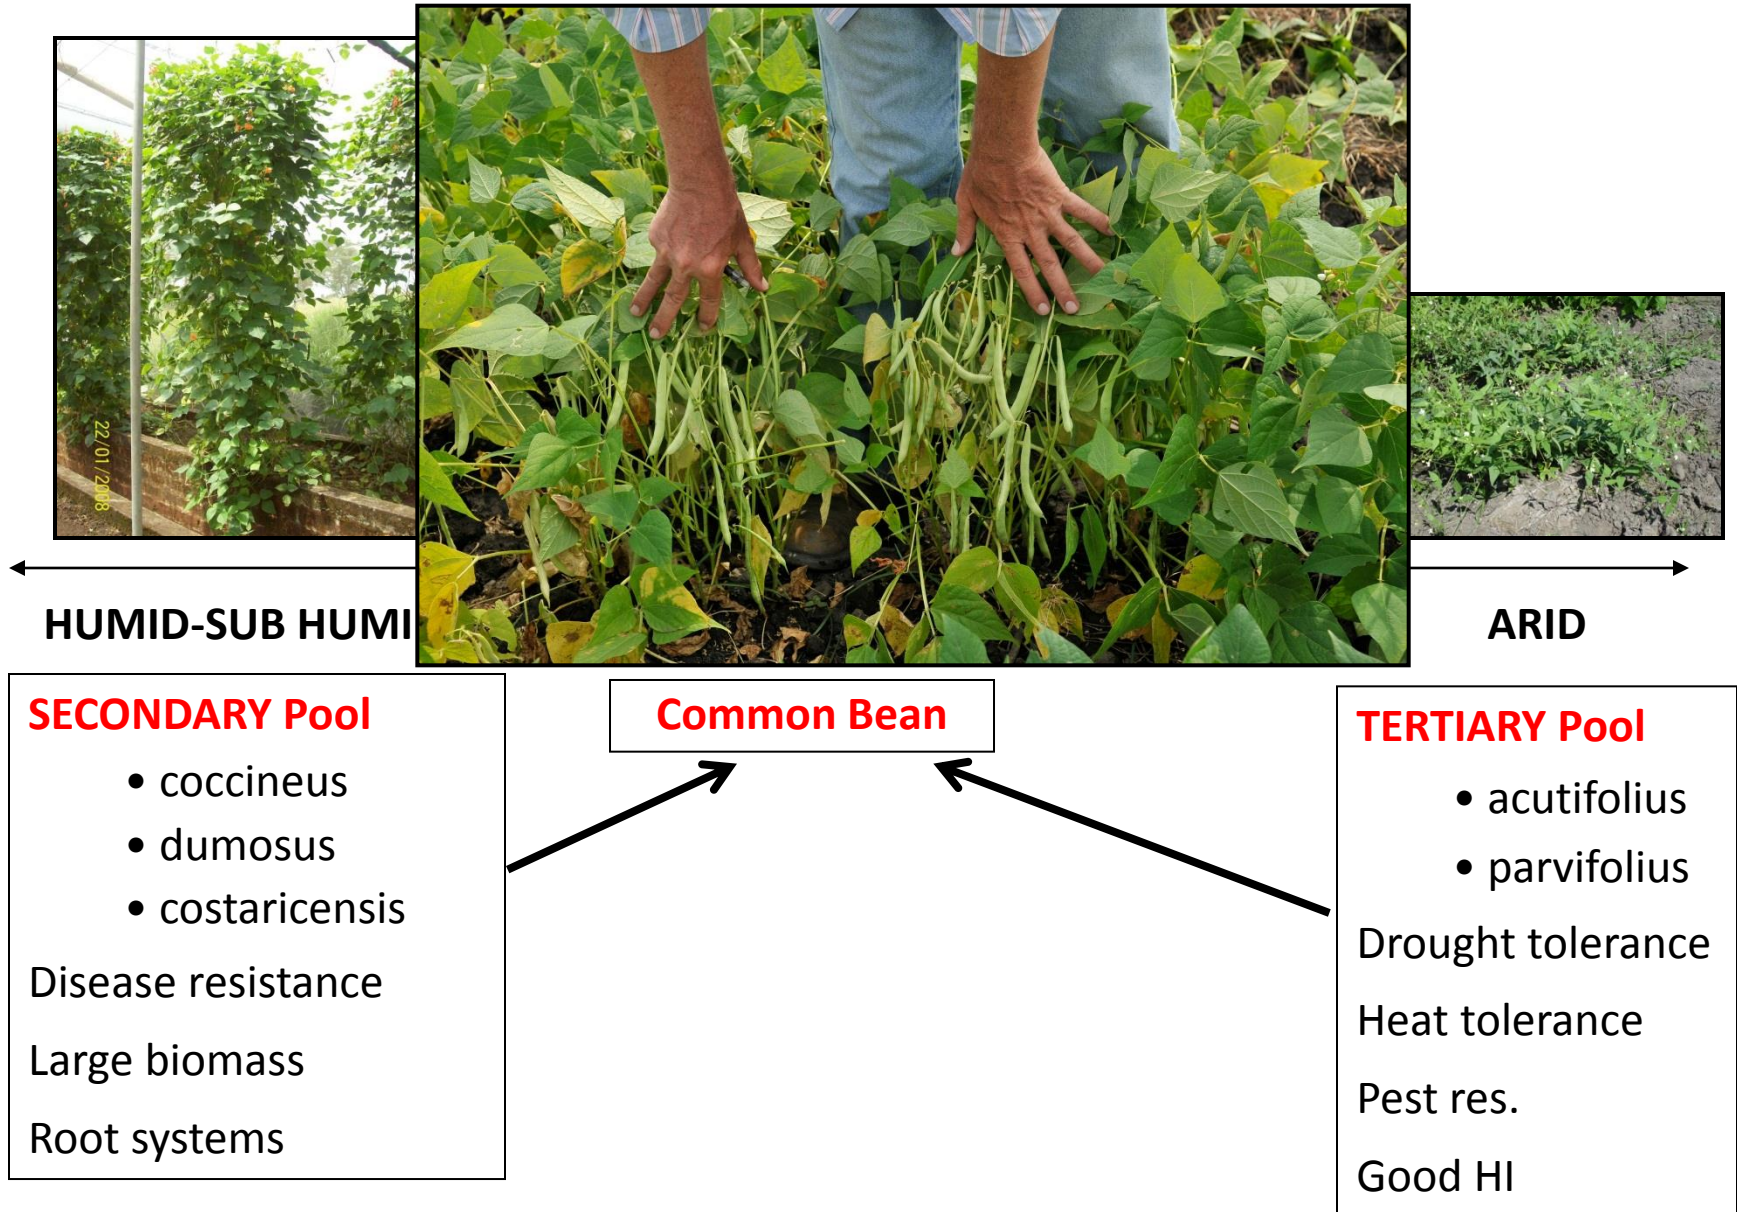 22/01/2008
HUMID-SUB HUMI
ARID
SECONDARY Pool
• coccineus
• dumosus
• costaricensis
Disease resistance
Large biomass
Root systems
Common Bean
TERTIARY Pool
• acutifolius
• parvifolius
Drought tolerance
Heat tolerance
Pest res.
Good HI